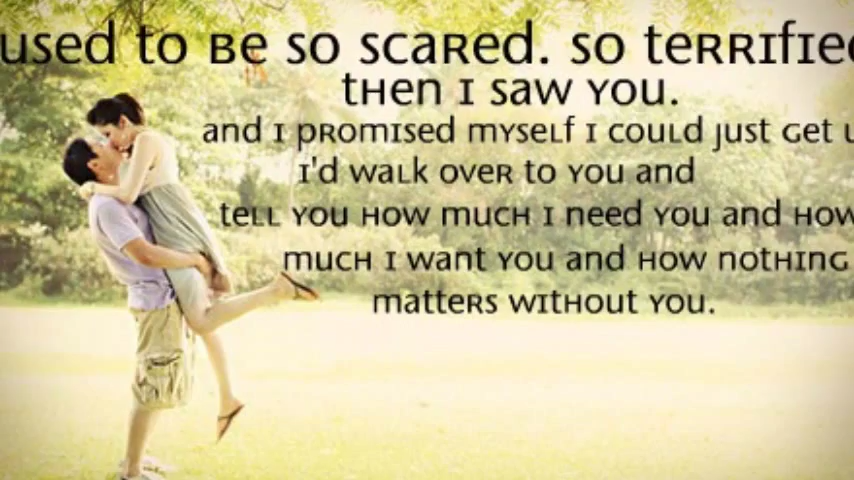 used to be so scared. so terrified
then I saw you.
and I promised myself I could just get u
I'd walk over to you and
tell you how much I need you and how
much I want you and how nothing
matters without you.